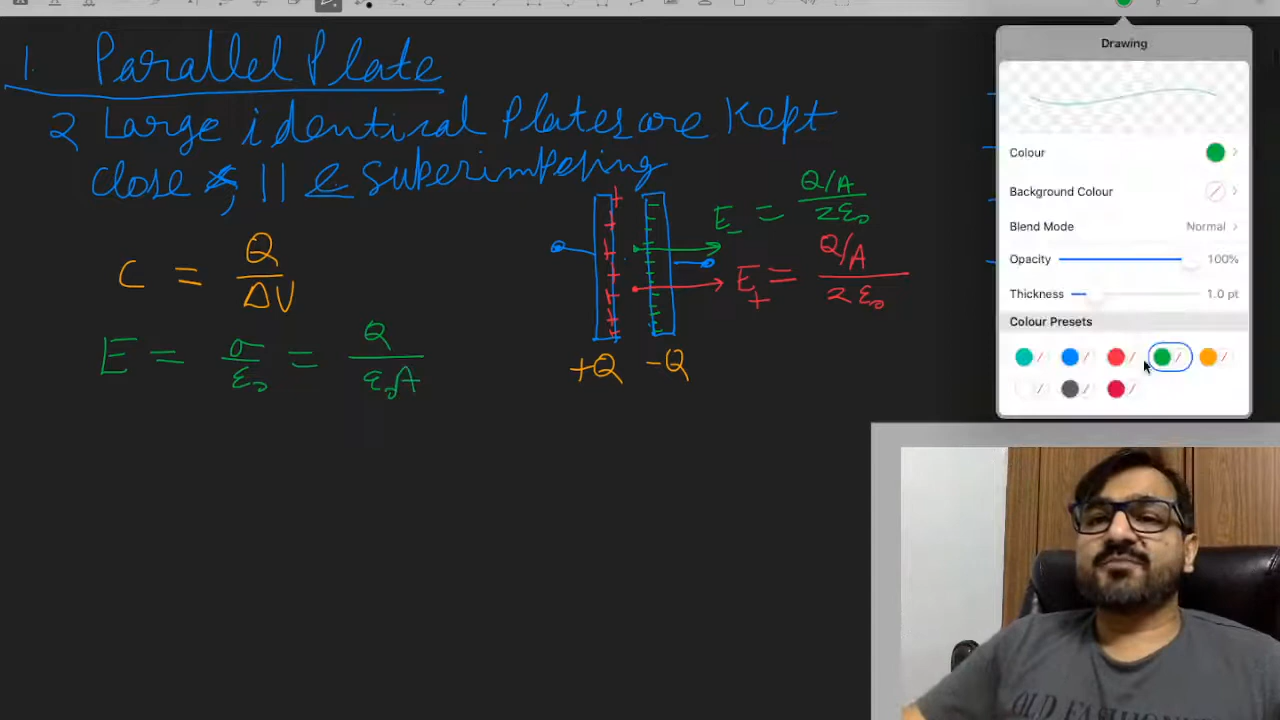 1. Parallel Plate
2 Large identical Plates are Kept
close , || & Superimposing
C = Q/ΔV
E = σ/ε₀ = Q/ε₀A
E₋ = Q/A / 2ε₀
E₊ = Q/A / 2ε₀
+Q -Q
Drawing
Colour
Background Colour
Blend Mode Normal
Opacity 100%
Thickness 1.0 pt
Colour Presets
OLD FASHION